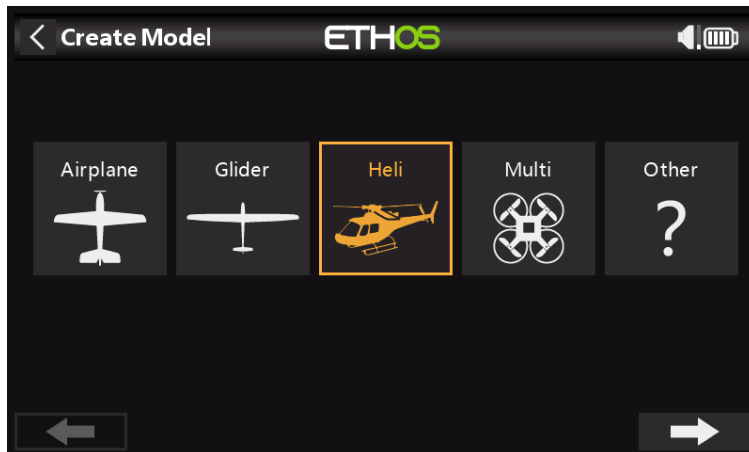 Create Model
ETHOS
Airplane
Glider
Heli
Multi
Other
?